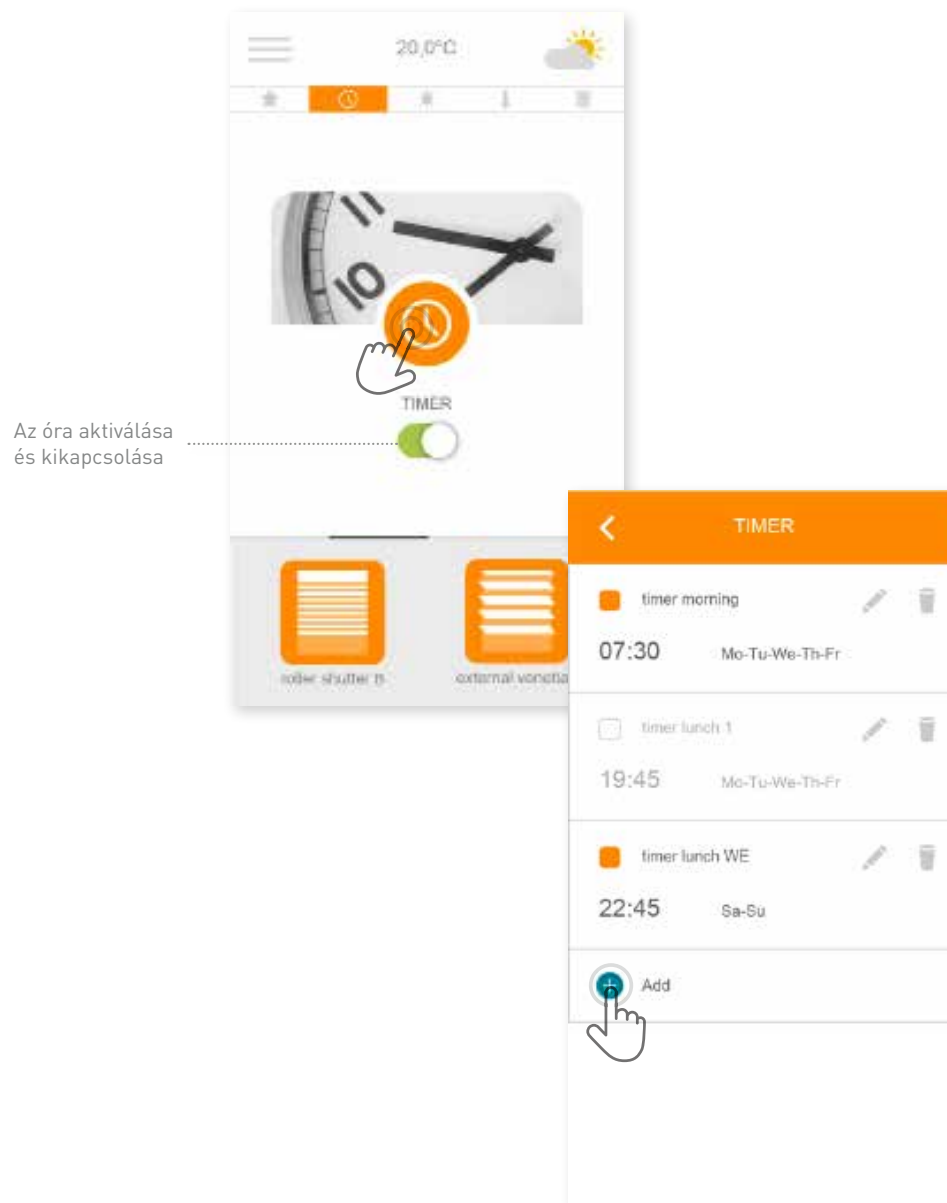 20,0°C
11
10
TIMER
Az óra aktiválása
és kikapcsolása
roller shutter B
external venetia
TIMER
timer morning
07:30 Mo-Tu-We-Th-Fr
timer lunch 1
19:45 Mo-Tu-We-Th-Fr
timer lunch WE
22:45 Sa-Su
Add